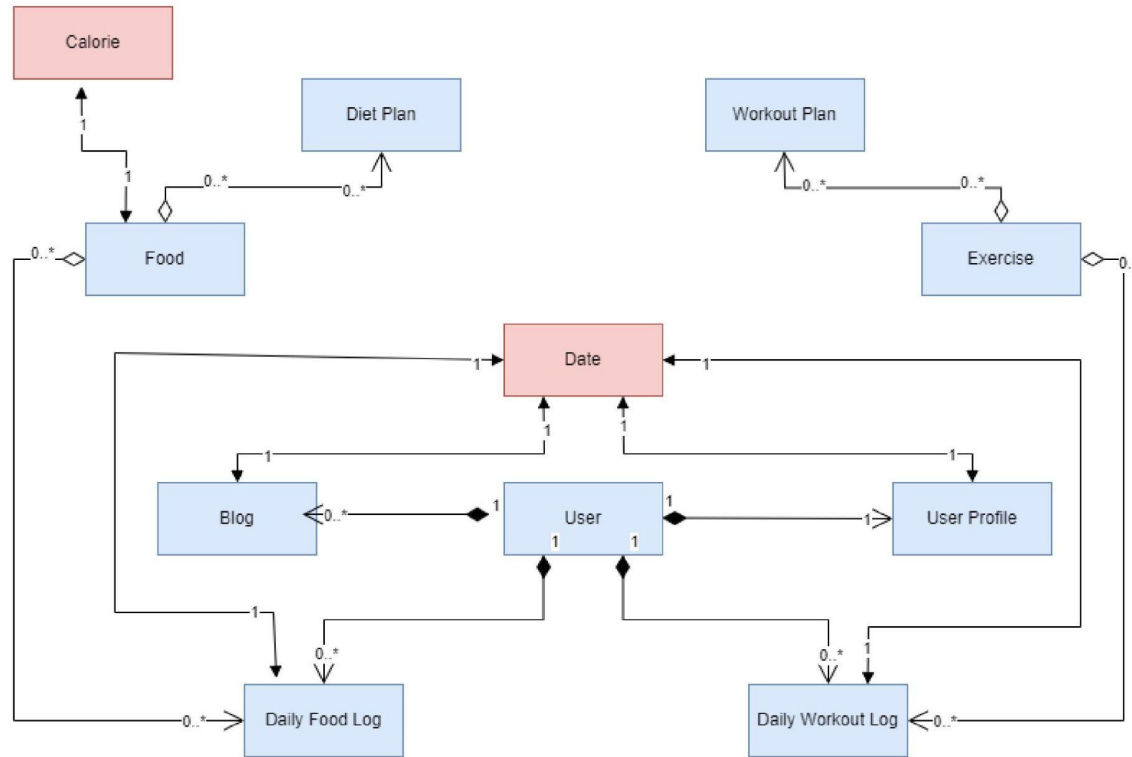 Calorie
Diet Plan
Workout Plan
1
1
0..*
0..*
0..*
0..*
0..*
Food
Exercise
0..
1
Date
1
1
1
1
1
Blog
0..*
1
User
1
1
User Profile
1
1
1
0..*
0..*
1
0..*
Daily Food Log
Daily Workout Log
0..*